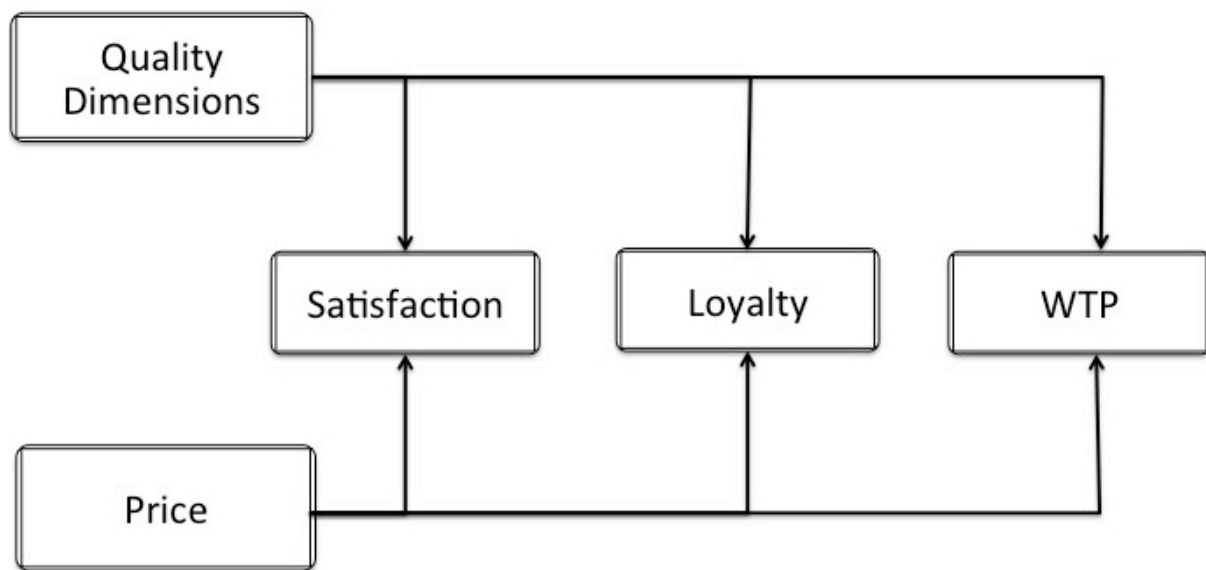 Quality
Dimensions
Satisfaction
Loyalty
WTP
Price